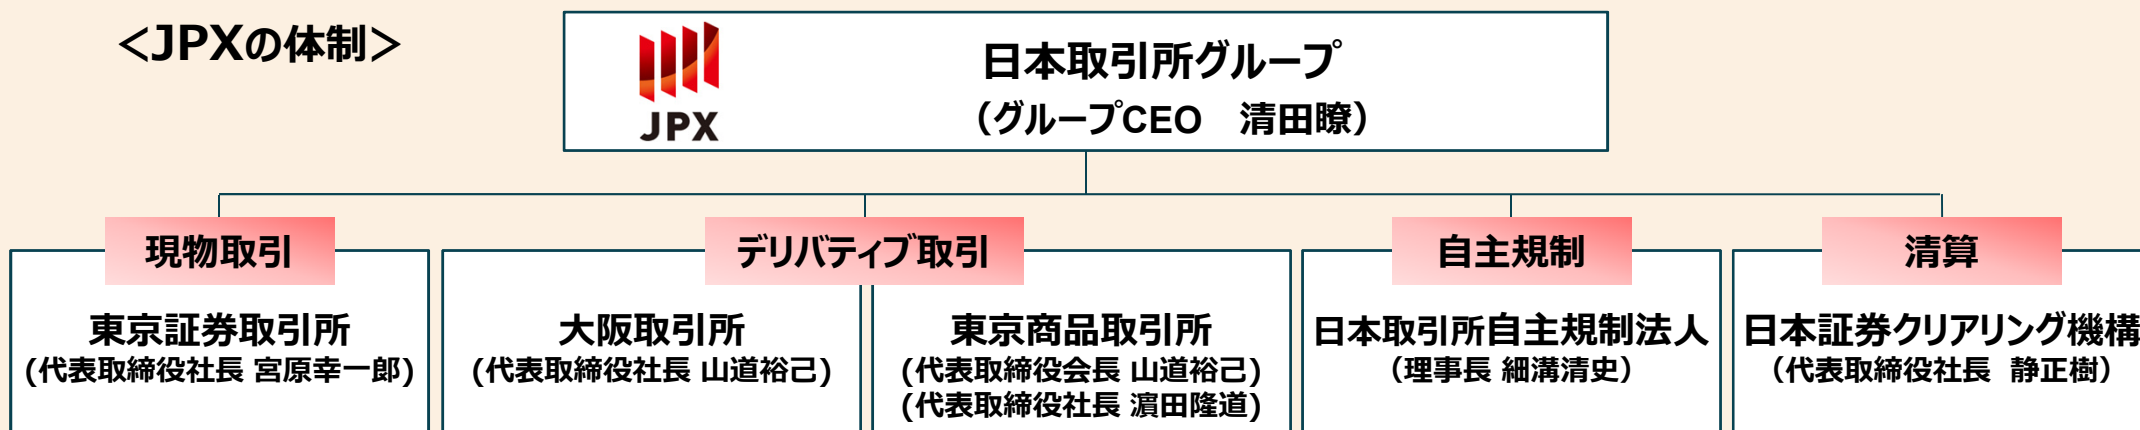 ＜JPXの体制＞
JPX
日本取引所グループ
（グループCEO　清田瞭）
現物取引
東京証券取引所
(代表取締役社長 宮原幸一郎)
デリバティブ取引
大阪取引所
(代表取締役社長 山道裕己)
東京商品取引所
(代表取締役会長 山道裕己)
(代表取締役社長 濵田隆道)
自主規制
日本取引所自主規制法人
（理事長 細溝清史）
清算
日本証券クリアリング機構
（代表取締役社長 静正樹）